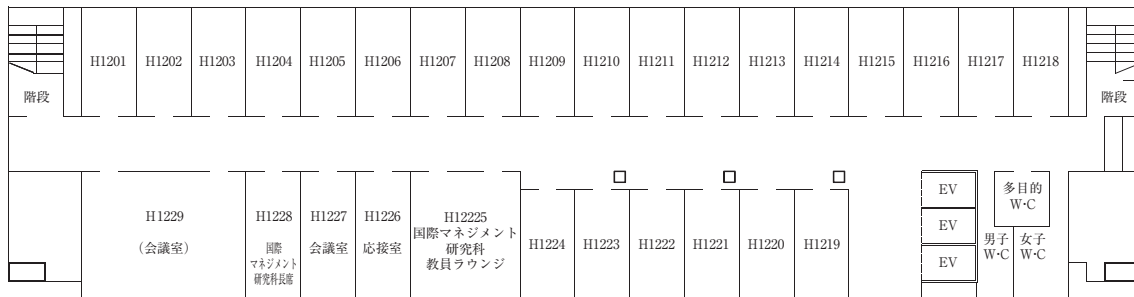 H1201
H1202
H1203
H1204
H1205
H1206
H1207
H1208
H1209
H1210
H1211
H1212
H1213
H1214
H1215
H1216
H1217
H1218
階段
階段
H1229
(会議室)
H1228
国際
マネジメント
研究科長席
H1227
会議室
H1226
応接室
H12225
国際マネジメント
研究科
教員ラウンジ
H1224
H1223
H1222
H1221
H1220
H1219
EV
EV
EV
多目的
W・C
男子
W・C
女子
W・C